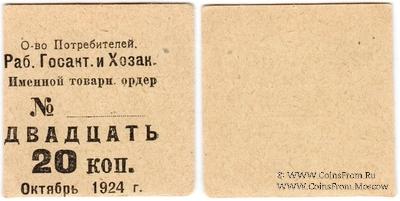 О-во Потребителей.
Раб. Госакт. и Хозак.
Именной товарн. ордер
№
ДВАДЦАТЬ
20 коп.
Октябрь 1924 г.
© www.CoinsFrom.Ru
www.CoinsFrom.Moscow